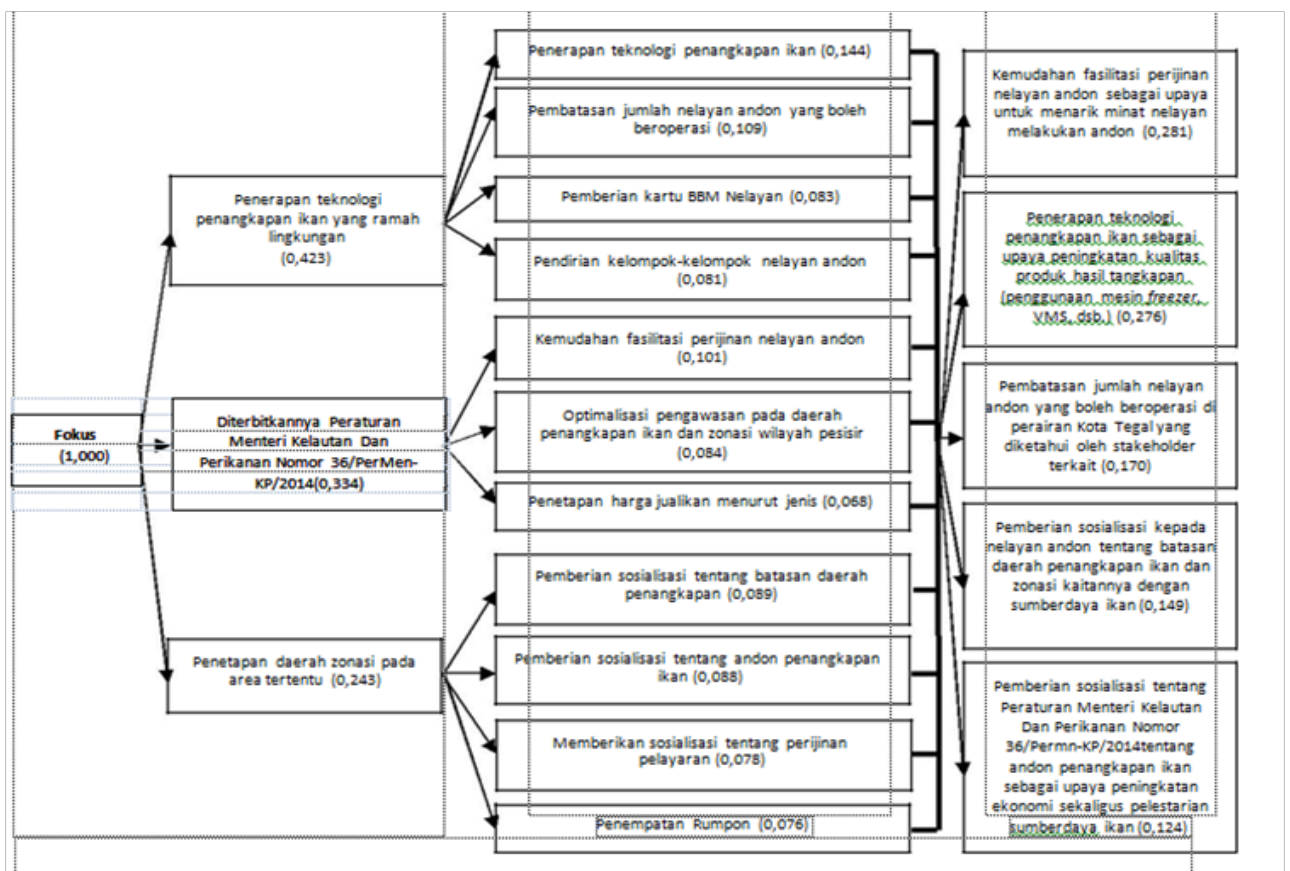 Fokus
(1,000)
Penerapan teknologi
penangkapan ikan yang ramah
lingkungan
(0,423)
Diterbitkannya Peraturan
Menteri Kelautan Dan
Perikanan Nomor 36/PerMen-
KP/2014(0,334)
Penetapan daerah zonasi pada
area tertentu (0,243)
Penerapan teknologi penangkapan ikan (0,144)
Pembatasan jumlah nelayan andon yang boleh
beroperasi (0,109)
Pemberian kartu BBM Nelayan (0,083)
Pendirian kelompok-kelompok nelayan andon
(0,081)
Kemudahan fasilitasi perijinan nelayan andon
(0,101)
Optimalisasi pengawasan pada daerah
penangkapan ikan dan zonasi wilayah pesisir
(0,084)
Penetapan harga jualikan menurut jenis (0,068)
Pemberian sosialisasi tentang batasan daerah
penangkapan (0,089)
Pemberian sosialisasi tentang andon penangkapan
ikan (0,088)
Memberikan sosialisasi tentang perijinan
pelayaran (0,078)
Penempatan Rumpon (0,076)
Kemudahan fasilitasi perijinan
nelayan andon sebagai upaya
untuk menarik minat nelayan
melakukan andon (0,281)
Penerapan teknologi
penangkapan ikan sebagai
upaya peningkatan kualitas
produk hasil tangkapan
(penggunaan mesin freezer,
VMS, dsb.) (0,276)
Pembatasan jumlah nelayan
andon yang boleh beroperasi di
perairan Kota Tegal yang
diketahui oleh stakeholder
terkait (0,170)
Pemberian sosialisasi kepada
nelayan andon tentang batasan
daerah penangkapan ikan dan
zonasi kaitannya dengan
sumberdaya ikan (0,149)
Pemberian sosialisasi tentang
Peraturan Menteri Kelautan
Dan Perikanan Nomor
36/Permn-KP/2014tentang
andon penangkapan ikan
sebagai upaya peningkatan
ekonomi sekaligus pelestarian
sumberdaya ikan (0,124)